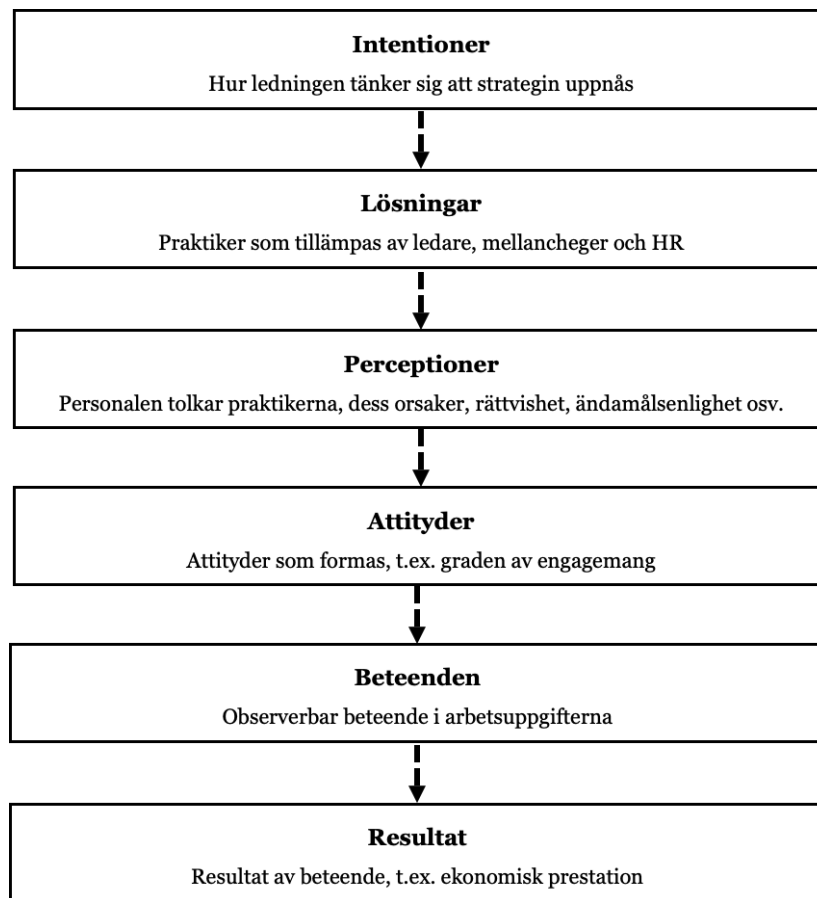 Intentioner
Hur ledningen tänker sig att strategin uppnås
Lösningar
Praktiker som tillämpas av ledare, mellancheger och HR
Perceptioner
Personalen tolkar praktikerna, dess orsaker, rättvishet, ändamålsenlighet osv.
Attityder
Attityder som formas, t.ex. graden av engagemang
Beteenden
Observerbar beteende i arbetsuppgifterna
Resultat
Resultat av beteende, t.ex. ekonomisk prestation